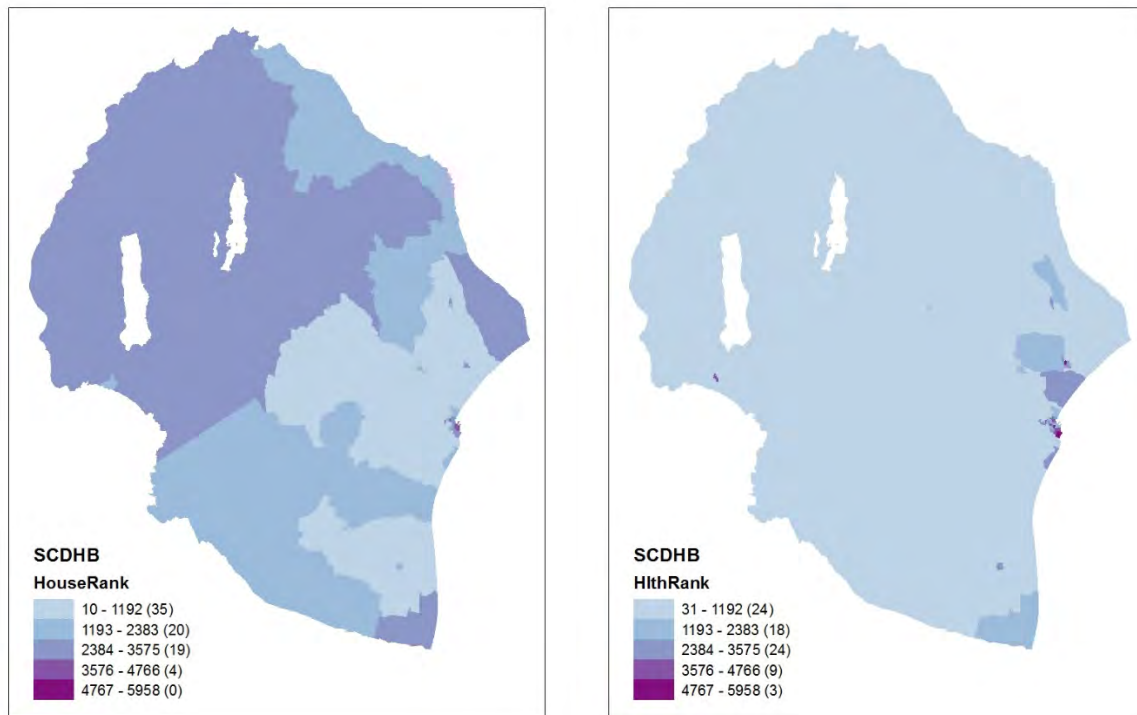 SCDHB
HouseRank
10 - 1192 (35)
1193 - 2383 (20)
2384 - 3575 (19)
3576 - 4766 (4)
4767 - 5958 (0)
SCDHB
HlthRank
31 - 1192 (24)
1193 - 2383 (18)
2384 - 3575 (24)
3576 - 4766 (9)
4767 - 5958 (3)